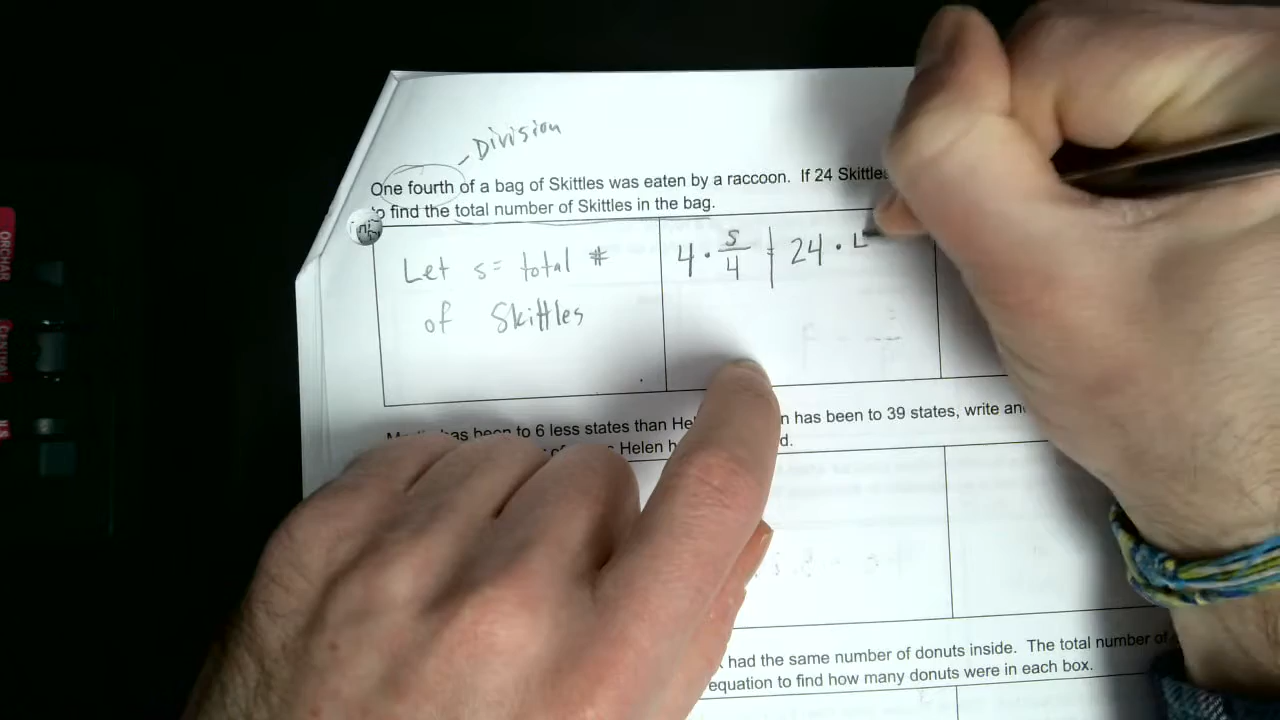 Division
One fourth of a bag of Skittles was eaten by a raccoon. If 24 Skittles
to find the total number of Skittles in the bag.
Let s = total #
of Skittles
4 · s/4 = 24 ·
has been to 6 less states than
n has been to 39 states, write an
Helen
d.
had the same number of donuts inside. The total number of
equation to find how many donuts were in each box.
ORCHAR
CENTRAL
U.S.